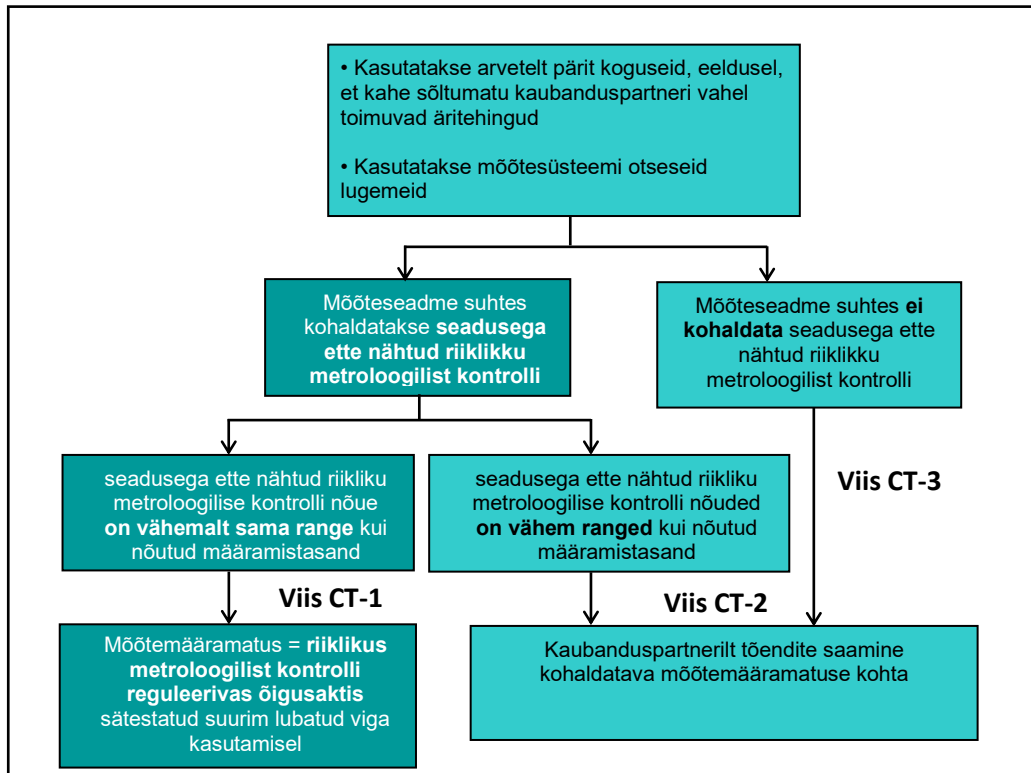 • Kasutatakse arvetelt pärit koguseid, eeldusel,
et kahe sõltumatu kaubanduspartneri vahel
toimuvad äritehingud
• Kasutatakse mõõtesüsteemi otseseid
lugemeid
Mõõteseadme suhtes
kohaldatakse seadusega
ette nähtud riiklikku
metroloogilist kontrolli
Mõõteseadme suhtes ei
kohaldata seadusega ette
nähtud riiklikku
metroloogilist kontrolli
seadusega ette nähtud riikliku
metroloogilise kontrolli nõue
on vähemalt sama range kui
nõutud määramistasand
seadusega ette nähtud riikliku
metroloogilise kontrolli nõuded
on vähem ranged kui nõutud
määramistasand
Viis CT-3
Viis CT-1
Viis CT-2
Mõõtemääramatus = riiklikus
metroloogilist kontrolli
reguleerivas õigusaktis
sätestatud suurim lubatud viga
kasutamisel
Kaubanduspartnerilt tõendite saamine
kohaldatava mõõtemääramatuse kohta